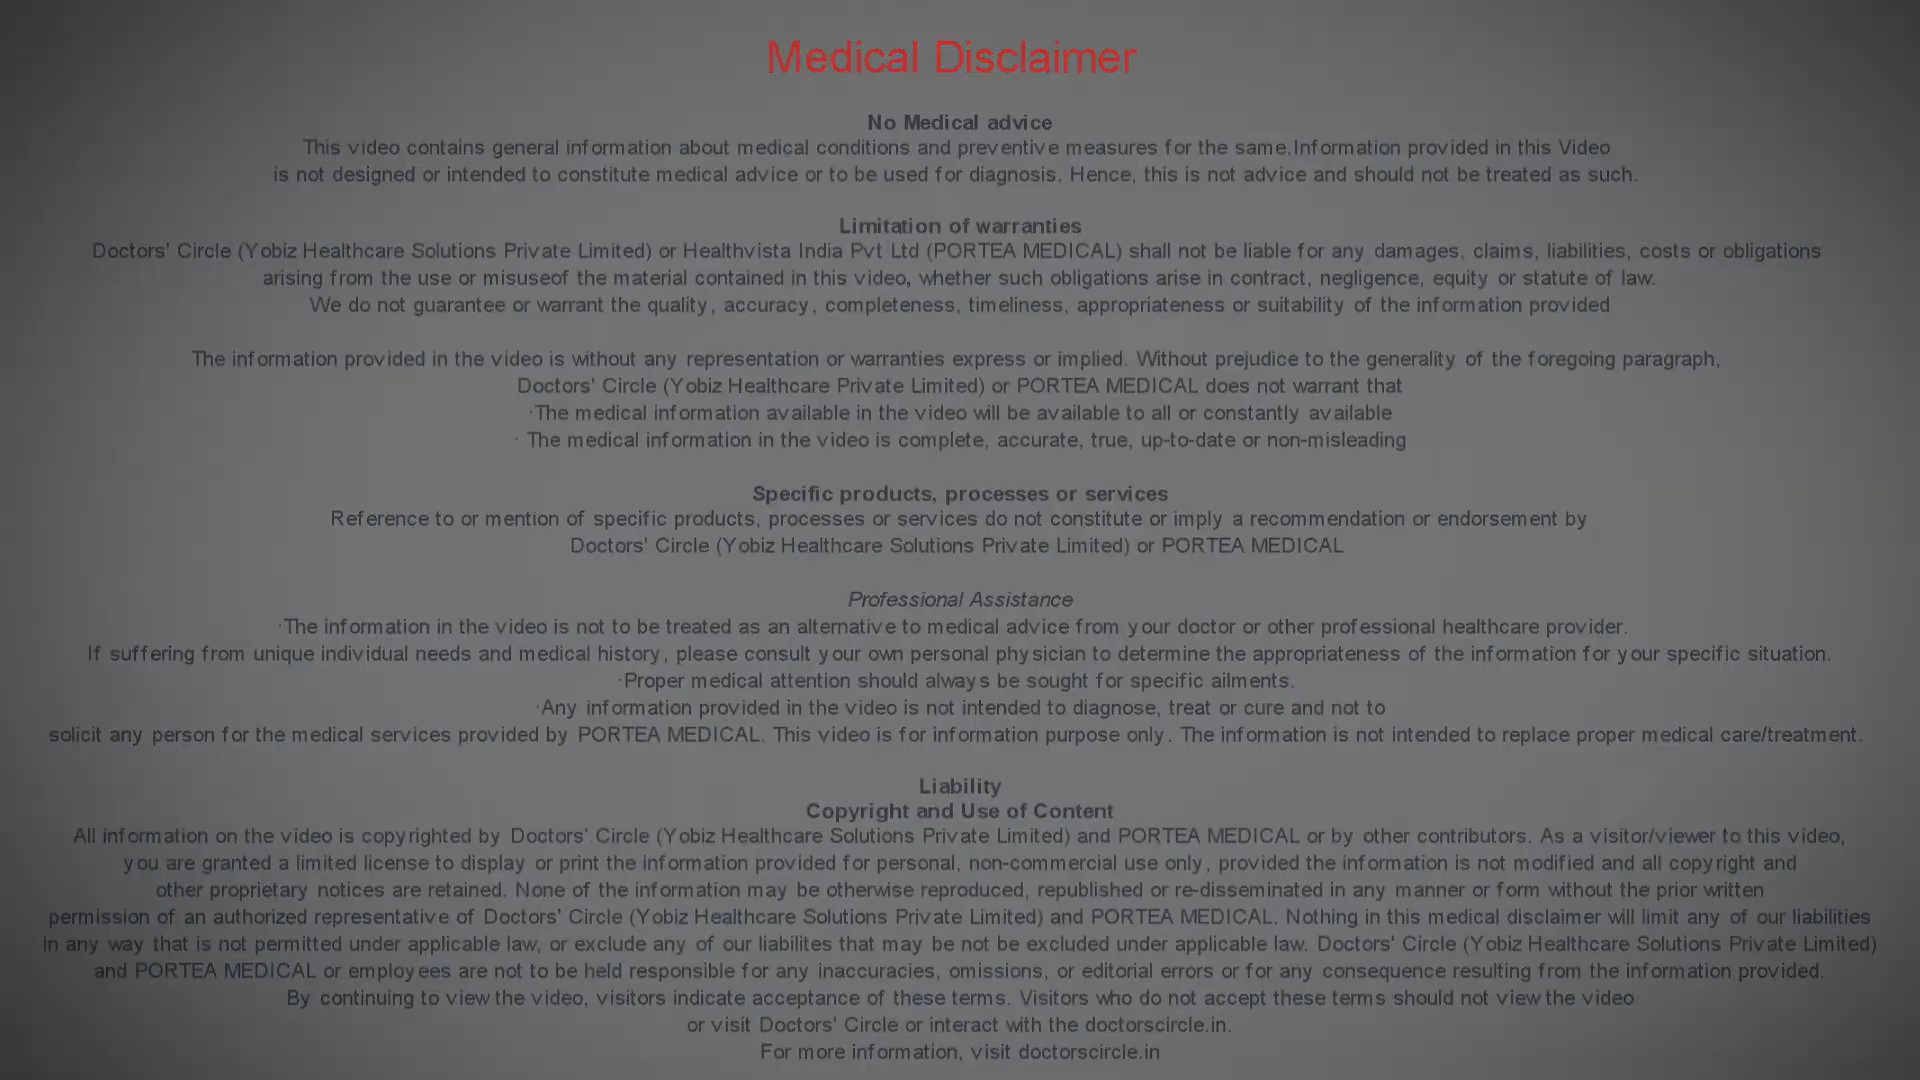 Medical Disclaimer
No Medical advice
This video contains general information about medical conditions and preventive measures for the same.Information provided in this Video
is not designed or intended to constitute medical advice or to be used for diagnosis. Hence, this is not advice and should not be treated as such.
Limitation of warranties
Doctors' Circle (Yobiz Healthcare Solutions Private Limited) or Healthvista India Pvt Ltd (PORTEA MEDICAL) shall not be liable for any damages, claims, liabilities, costs or obligations
arising from the use or misuseof the material contained in this video, whether such obligations arise in contract, negligence, equity or statute of law.
We do not guarantee or warrant the quality, accuracy, completeness, timeliness, appropriateness or suitability of the information provided
The information provided in the video is without any representation or warranties express or implied. Without prejudice to the generality of the foregoing paragraph,
Doctors' Circle (Yobiz Healthcare Private Limited) or PORTEA MEDICAL does not warrant that
·The medical information available in the video will be available to all or constantly available
· The medical information in the video is complete, accurate, true, up-to-date or non-misleading
Specific products, processes or services
Reference to or mention of specific products, processes or services do not constitute or imply a recommendation or endorsement by
Doctors' Circle (Yobiz Healthcare Solutions Private Limited) or PORTEA MEDICAL
Professional Assistance
·The information in the video is not to be treated as an alternative to medical advice from your doctor or other professional healthcare provider.
If suffering from unique individual needs and medical history, please consult your own personal physician to determine the appropriateness of the information for your specific situation.
·Proper medical attention should always be sought for specific ailments.
·Any information provided in the video is not intended to diagnose, treat or cure and not to
solicit any person for the medical services provided by PORTEA MEDICAL. This video is for information purpose only. The information is not intended to replace proper medical care/treatment.
Liability
Copyright and Use of Content
All information on the video is copyrighted by Doctors' Circle (Yobiz Healthcare Solutions Private Limited) and PORTEA MEDICAL or by other contributors. As a visitor/viewer to this video,
you are granted a limited license to display or print the information provided for personal, non-commercial use only, provided the information is not modified and all copyright and
other proprietary notices are retained. None of the information may be otherwise reproduced, republished or re-disseminated in any manner or form without the prior written
permission of an authorized representative of Doctors' Circle (Yobiz Healthcare Solutions Private Limited) and PORTEA MEDICAL. Nothing in this medical disclaimer will limit any of our liabilities
in any way that is not permitted under applicable law, or exclude any of our liabilites that may be not be excluded under applicable law. Doctors' Circle (Yobiz Healthcare Solutions Private Limited)
and PORTEA MEDICAL or employees are not to be held responsible for any inaccuracies, omissions, or editorial errors or for any consequence resulting from the information provided.
By continuing to view the video, visitors indicate acceptance of these terms. Visitors who do not accept these terms should not view the video
or visit Doctors' Circle or interact with the doctorscircle.in.
For more information, visit doctorscircle.in